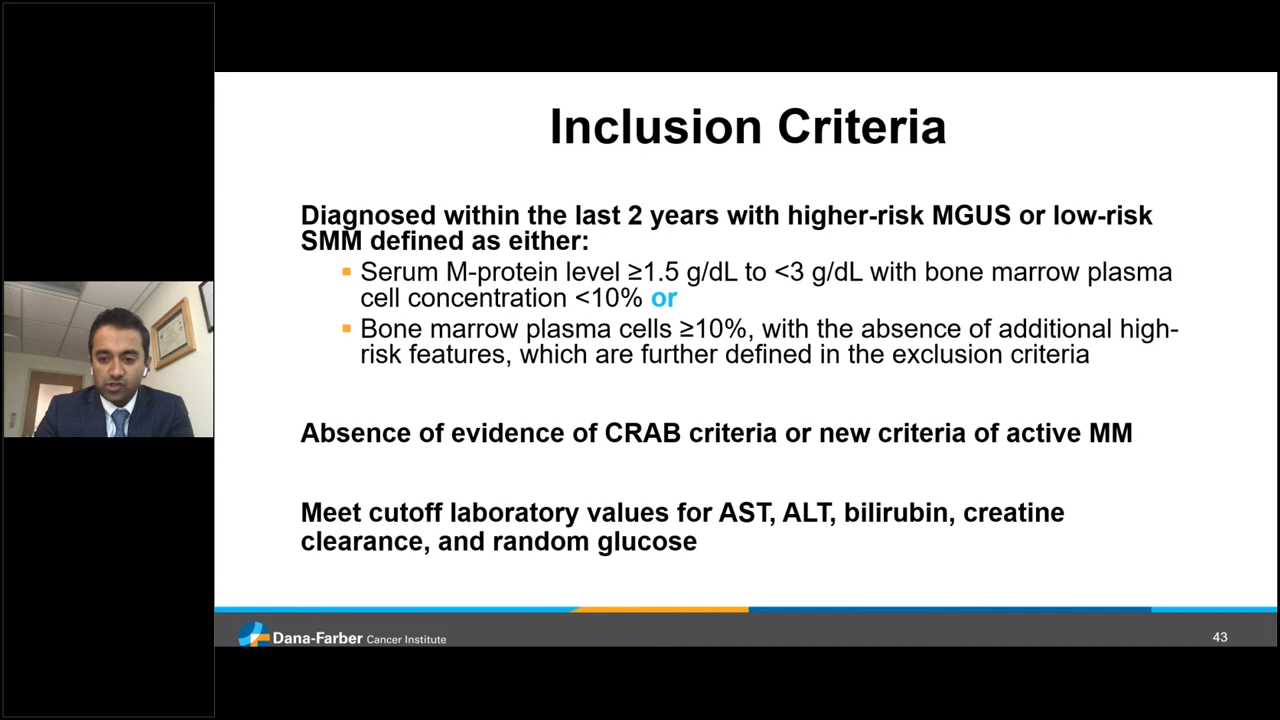 Inclusion Criteria
Diagnosed within the last 2 years with higher-risk MGUS or low-risk
SMM defined as either:
Serum M-protein level ≥1.5 g/dL to <3 g/dL with bone marrow plasma
cell concentration <10% or
Bone marrow plasma cells ≥10%, with the absence of additional high-
risk features, which are further defined in the exclusion criteria
Absence of evidence of CRAB criteria or new criteria of active MM
Meet cutoff laboratory values for AST, ALT, bilirubin, creatine
clearance, and random glucose
Dana-Farber Cancer Institute
43